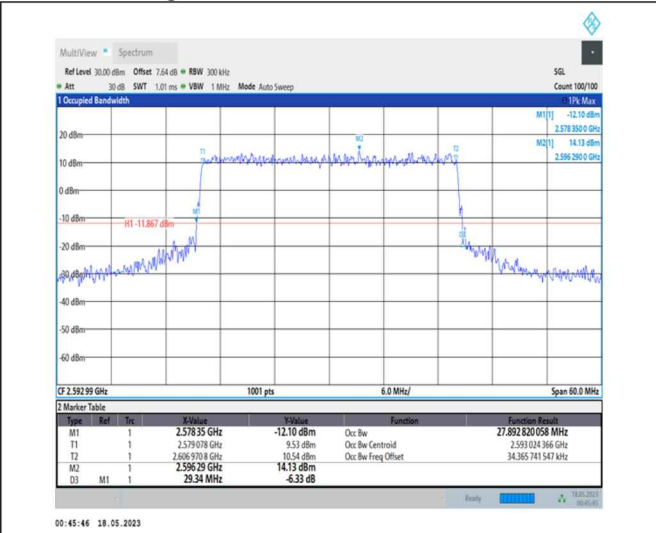 MultiView Spectrum
Ref Level 30.00 dBm Offset 7.64 dB RBW 300 kHz SGL
Att 30 dB SWT 1.01 ms VBW 1 MHz Mode Auto Sweep Count 100/100
1 Occupied Bandwidth 1Pk Max
M1[1] -12.10 dBm
2.578 350 0 GHz
M2[1] 14.13 dBm
2.596 290 0 GHz
20 dBm
M2
T1
T2
10 dBm
0 dBm
M1
-10 dBm
H1 -11.867 dBm
-20 dBm
-30 dBm
-40 dBm
-50 dBm
-60 dBm
CF 2.592 99 GHz 1001 pts 6.0 MHz/ Span 60.0 MHz
2 Marker Table
Type Ref Trc X-Value Y-Value Function Function Result
M1 1 2.578 35 GHz -12.10 dBm Occ Bw 27.892 820 058 MHz
T1 1 2.579 078 GHz 9.53 dBm Occ Bw Centroid 2.593 024 366 GHz
T2 1 2.606 970 8 GHz 10.54 dBm Occ Bw Freq Offset 34.365 741 547 kHz
M2 1 2.596 29 GHz 14.13 dBm
D3 M1 1 29.34 MHz -6.33 dB
Ready 18.05.2023
00:45:45
00:45:46 18.05.2023